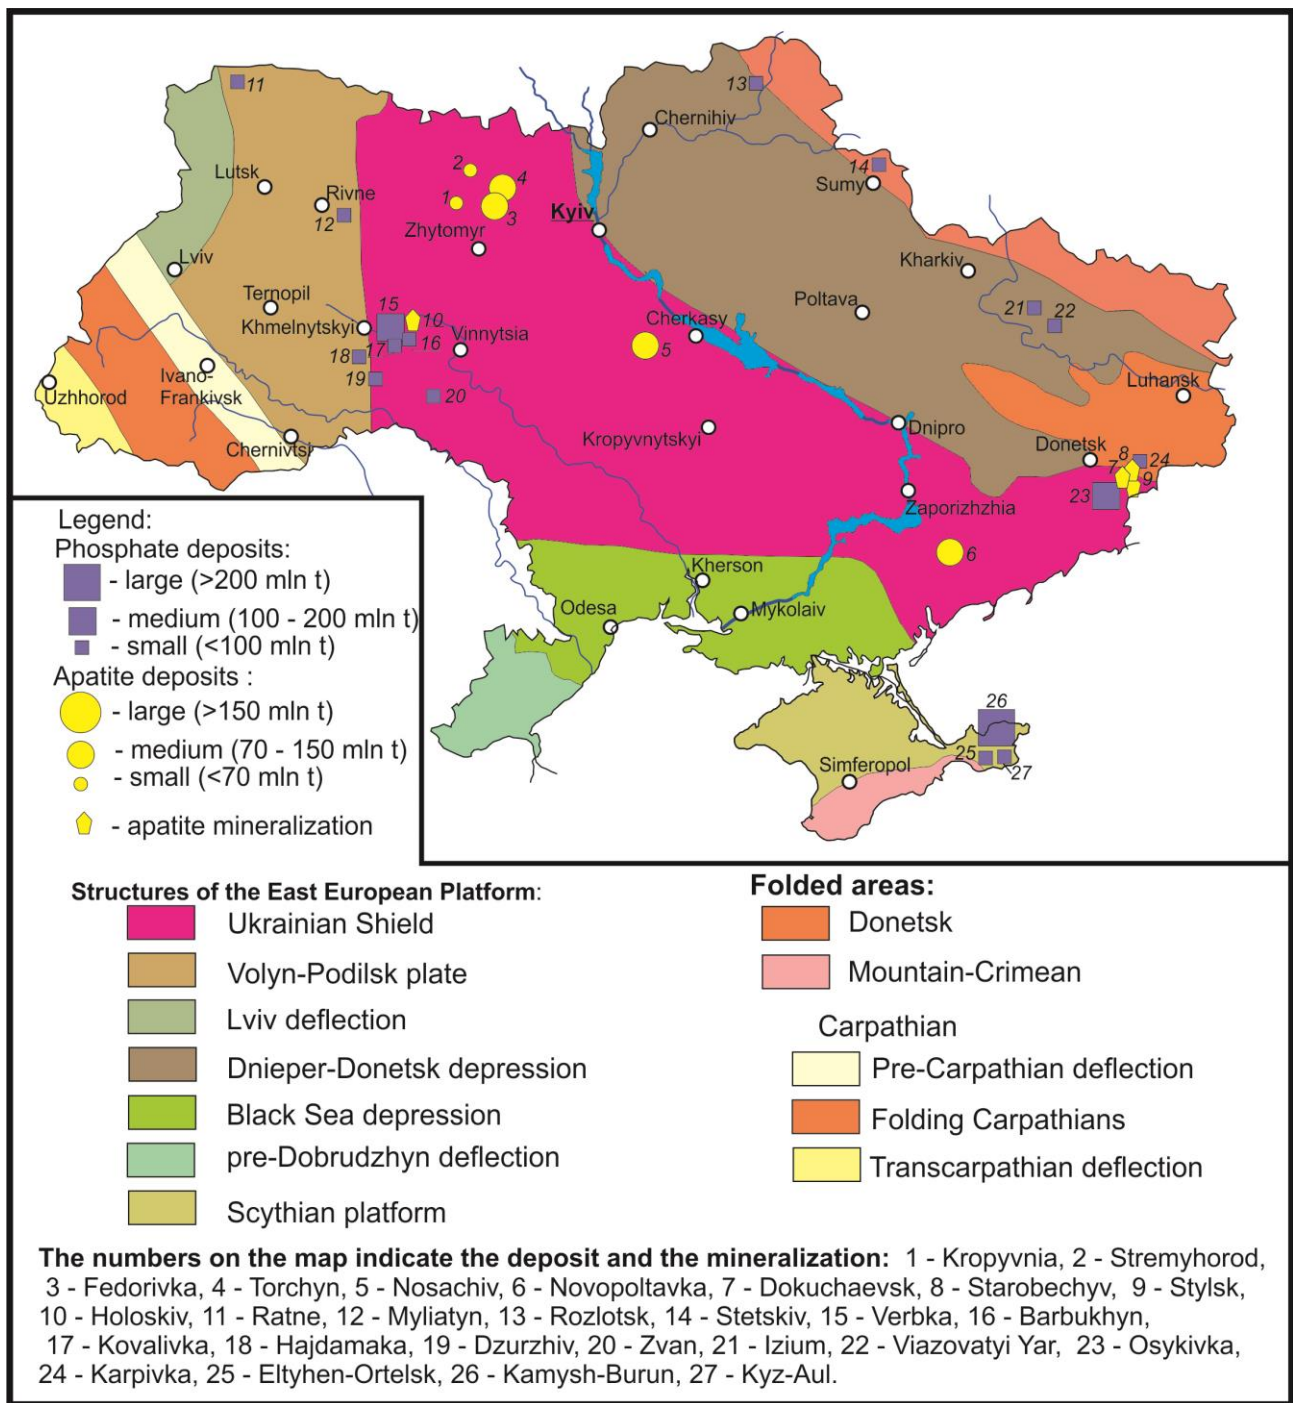 11
13
Chernihiv
2
4
14
Lutsk
Sumy
Rivne
1
12
3
Kyiv
Zhytomyr
Lviv
Kharkiv
Ternopil
15
Poltava
21
22
Khmelnytskyi
10
Cherkasy
17
16
Vinnytsia
18
5
Ivano-
Frankivsk
19
20
Luhansk
Uzhhorod
Dnipro
Chernivtsi
Kropyvnytskyi
Donetsk
8
24
7
9
23
Zaporizhzhia
6
Kherson
Odesa
Mykolaiv
26
25
27
Simferopol
Legend:
Phosphate deposits:
- large (>200 mln t)
- medium (100 - 200 mln t)
- small (<100 mln t)
Apatite deposits :
- large (>150 mln t)
- medium (70 - 150 mln t)
- small (<70 mln t)
- apatite mineralization
Structures of the East European Platform:
Ukrainian Shield
Volyn-Podilsk plate
Lviv deflection
Dnieper-Donetsk depression
Black Sea depression
pre-Dobrudzhyn deflection
Scythian platform
Folded areas:
Donetsk
Mountain-Crimean
Carpathian
Pre-Carpathian deflection
Folding Carpathians
Transcarpathian deflection
The numbers on the map indicate the deposit and the mineralization: 1 - Kropyvnia, 2 - Stremyhorod,
3 - Fedorivka, 4 - Torchyn, 5 - Nosachiv, 6 - Novopoltavka, 7 - Dokuchaevsk, 8 - Starobechyv, 9 - Stylsk,
10 - Holoskiv, 11 - Ratne, 12 - Myliatyn, 13 - Rozlotsk, 14 - Stetskiv, 15 - Verbka, 16 - Barbukhyn,
17 - Kovalivka, 18 - Hajdamaka, 19 - Dzurzhiv, 20 - Zvan, 21 - Izium, 22 - Viazovatyi Yar, 23 - Osykivka,
24 - Karpivka, 25 - Eltyhen-Ortelsk, 26 - Kamysh-Burun, 27 - Kyz-Aul.